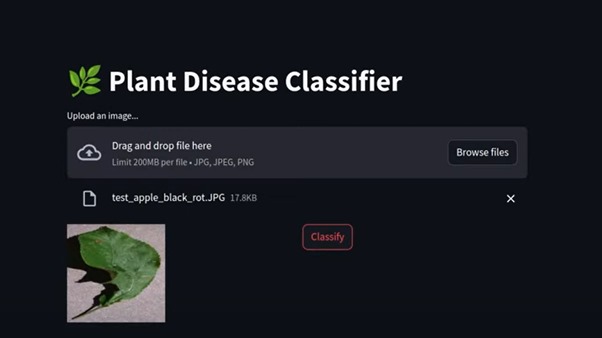 Plant Disease Classifier
Upload an image...
Drag and drop file here
Limit 200MB per file • JPG, JPEG, PNG
Browse files
test_apple_black_rot.JPG 17.8KB
Classify